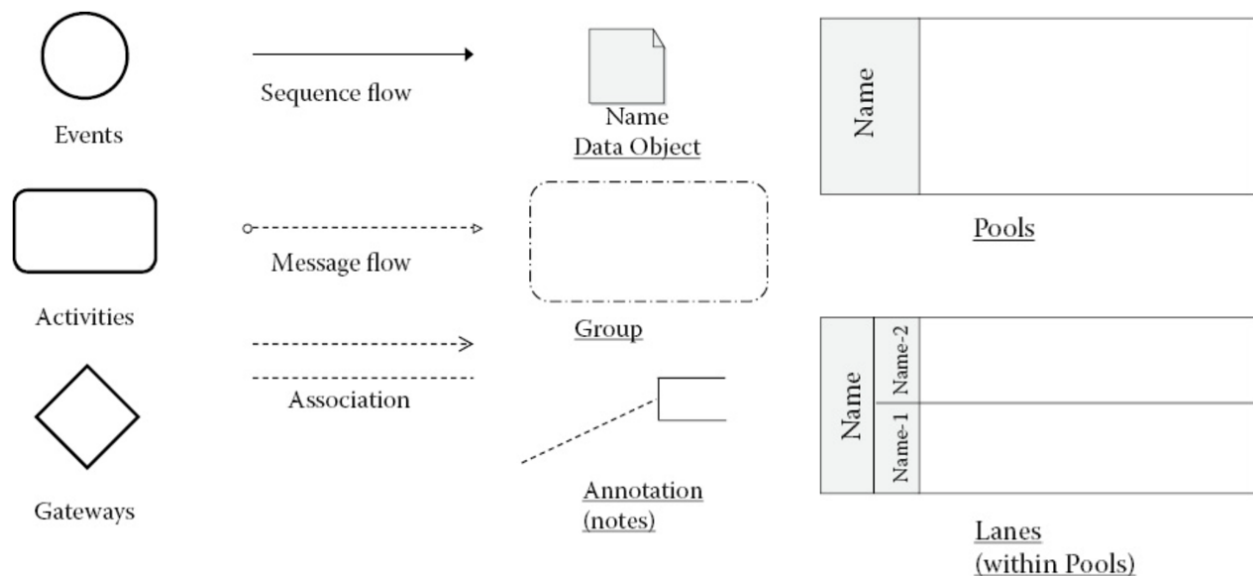 Events
Activities
Gateways
Sequence flow
Message flow
Association
Name
Data Object
Group
Annotation
(notes)
Name
Pools
Name
Name-2
Name-1
Lanes
(within Pools)